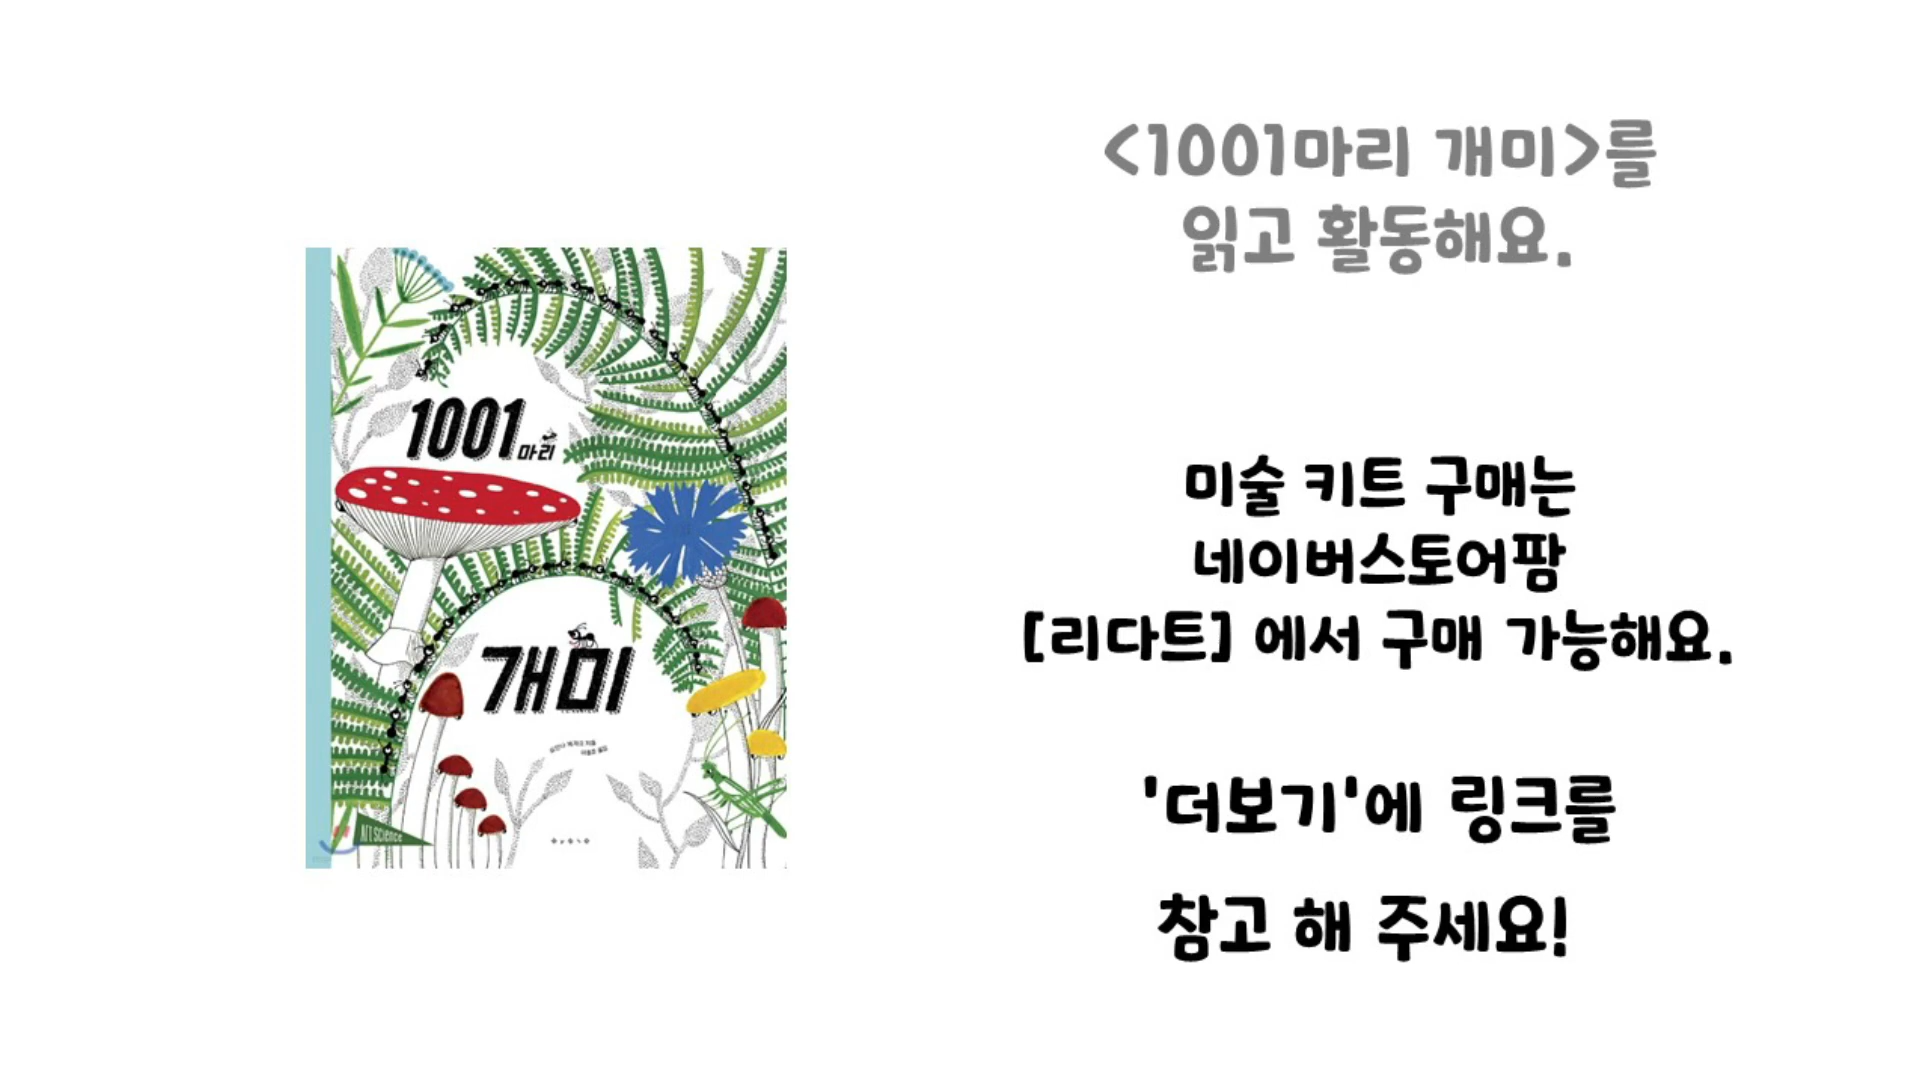 <1001마리 개미>를
읽고 활동해요.
1001마리
개미
Art Science
미술 키트 구매는
네이버스토어팜
[리다트] 에서 구매 가능해요.
'더보기'에 링크를
참고 해 주세요!